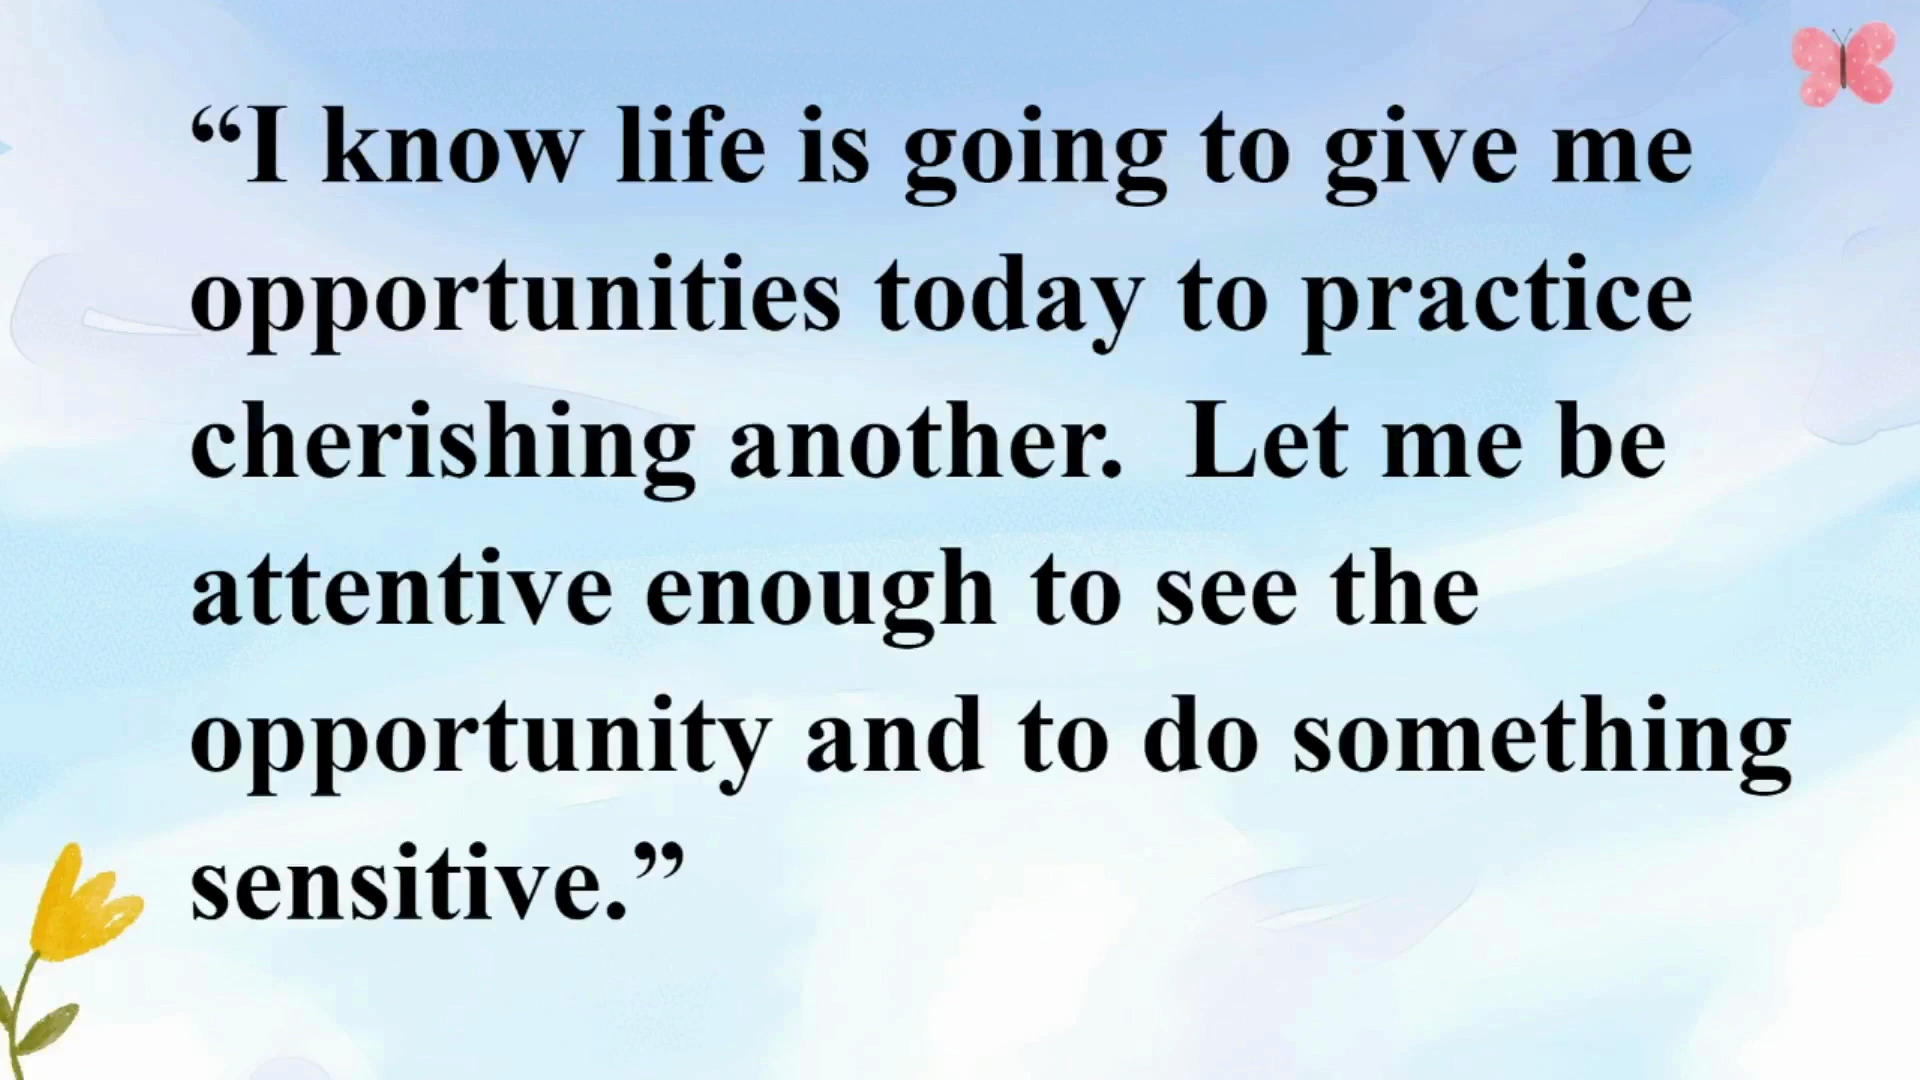 “I know life is going to give me
opportunities today to practice
cherishing another.  Let me be
attentive enough to see the
opportunity and to do something
sensitive.”